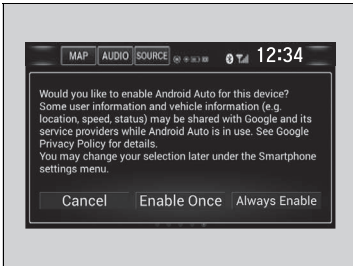 MAP AUDIO SOURCE 12:34
Would you like to enable Android Auto for this device?
Some user information and vehicle information (e.g.
location, speed, status) may be shared with Google and its
service providers while Android Auto is in use. See Google
Privacy Policy for details.
You may change your selection later under the Smartphone
settings menu.
Cancel Enable Once Always Enable